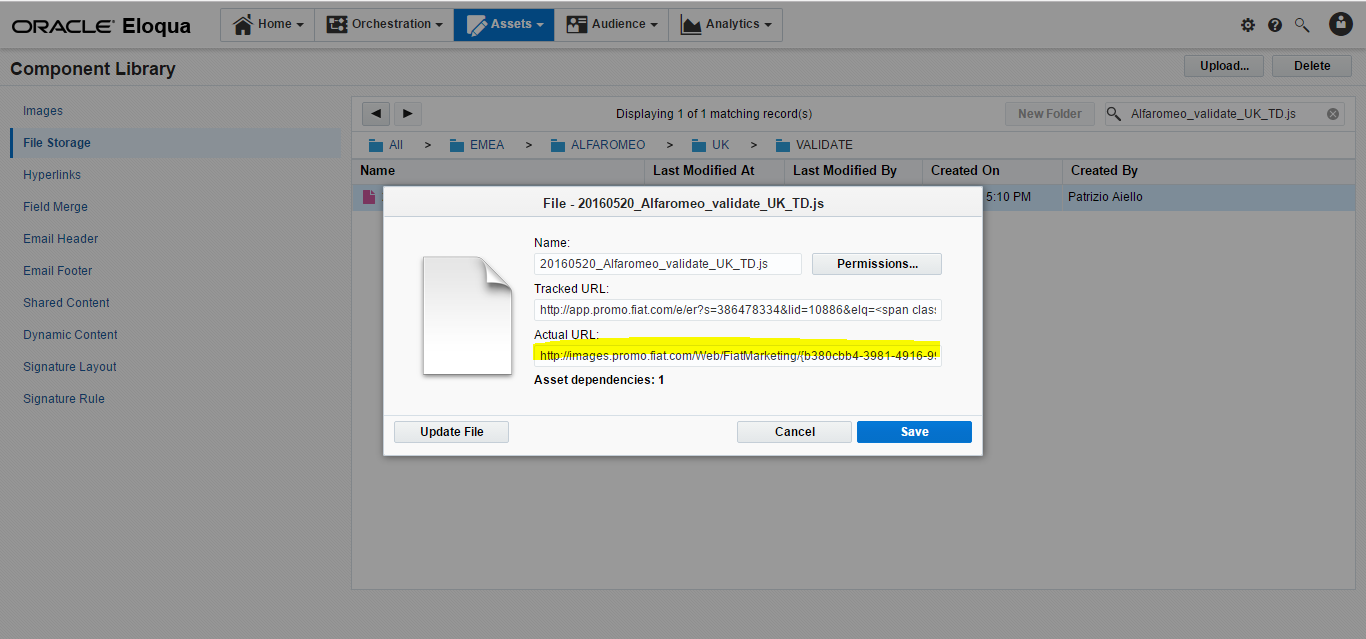 ORACLE Eloqua
Home
Orchestration
Assets
Audience
Analytics
Component Library
Upload...
Delete
Images
File Storage
Hyperlinks
Field Merge
Email Header
Email Footer
Shared Content
Dynamic Content
Signature Layout
Signature Rule
Displaying 1 of 1 matching record(s)
New Folder
Alfaromeo_validate_UK_TD.js
All > EMEA > ALFAROMEO > UK > VALIDATE
Name Last Modified At Last Modified By Created On Created By
5:10 PM Patrizio Aiello
File - 20160520_Alfaromeo_validate_UK_TD.js
Name:
20160520_Alfaromeo_validate_UK_TD.js
Permissions...
Tracked URL:
http://app.promo.fiat.com/e/er?s=386478334&lid=10886&elq=<span clas
Actual URL:
http://images.promo.fiat.com/Web/FiatMarketing/{b380cbb4-3981-4916-9
Asset dependencies: 1
Update File
Cancel
Save